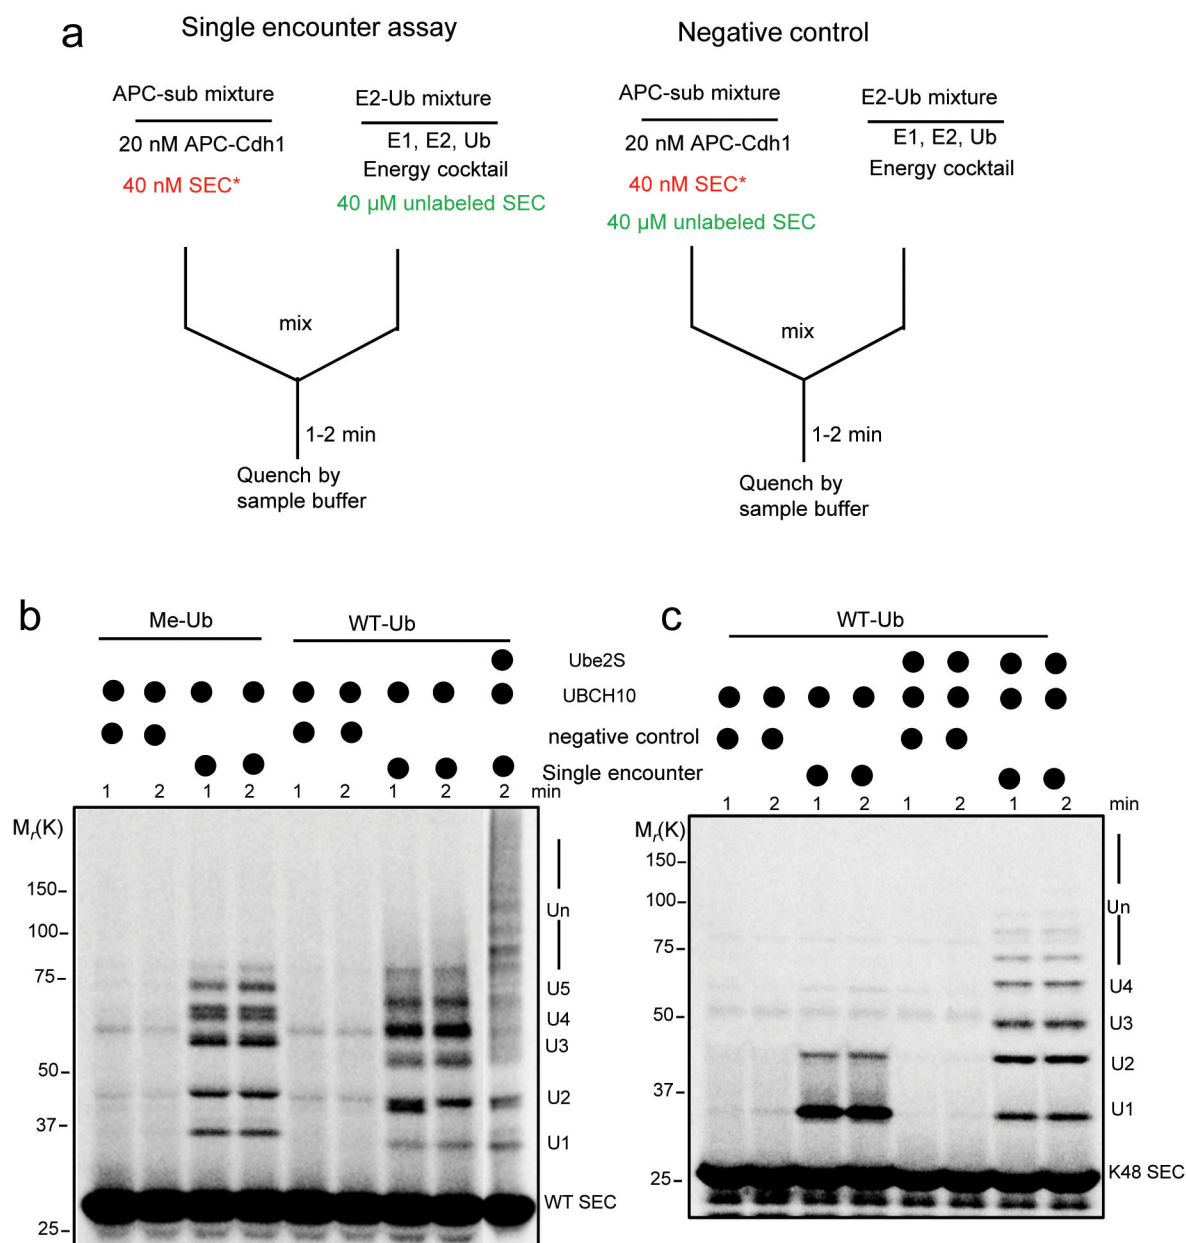 a
Single encounter assay
Negative control
APC-sub mixture
E2-Ub mixture
20 nM APC-Cdh1
E1, E2, Ub
Energy cocktail
40 nM SEC*
40 µM unlabeled SEC
mix
1-2 min
Quench by
sample buffer
APC-sub mixture
E2-Ub mixture
20 nM APC-Cdh1
E1, E2, Ub
Energy cocktail
40 nM SEC*
40 µM unlabeled SEC
mix
1-2 min
Quench by
sample buffer
b
Me-Ub
WT-Ub
c
WT-Ub
Ube2S
UBCH10
negative control
Single encounter
1 2 1 2 1 2 1 2 2 min
Mr(K)
150
100
75
50
37
25
Un
U5
U4
U3
U2
U1
WT SEC
1 2 1 2 1 2 1 2 min
Mr(K)
150
100
75
50
37
25
Un
U4
U3
U2
U1
K48 SEC